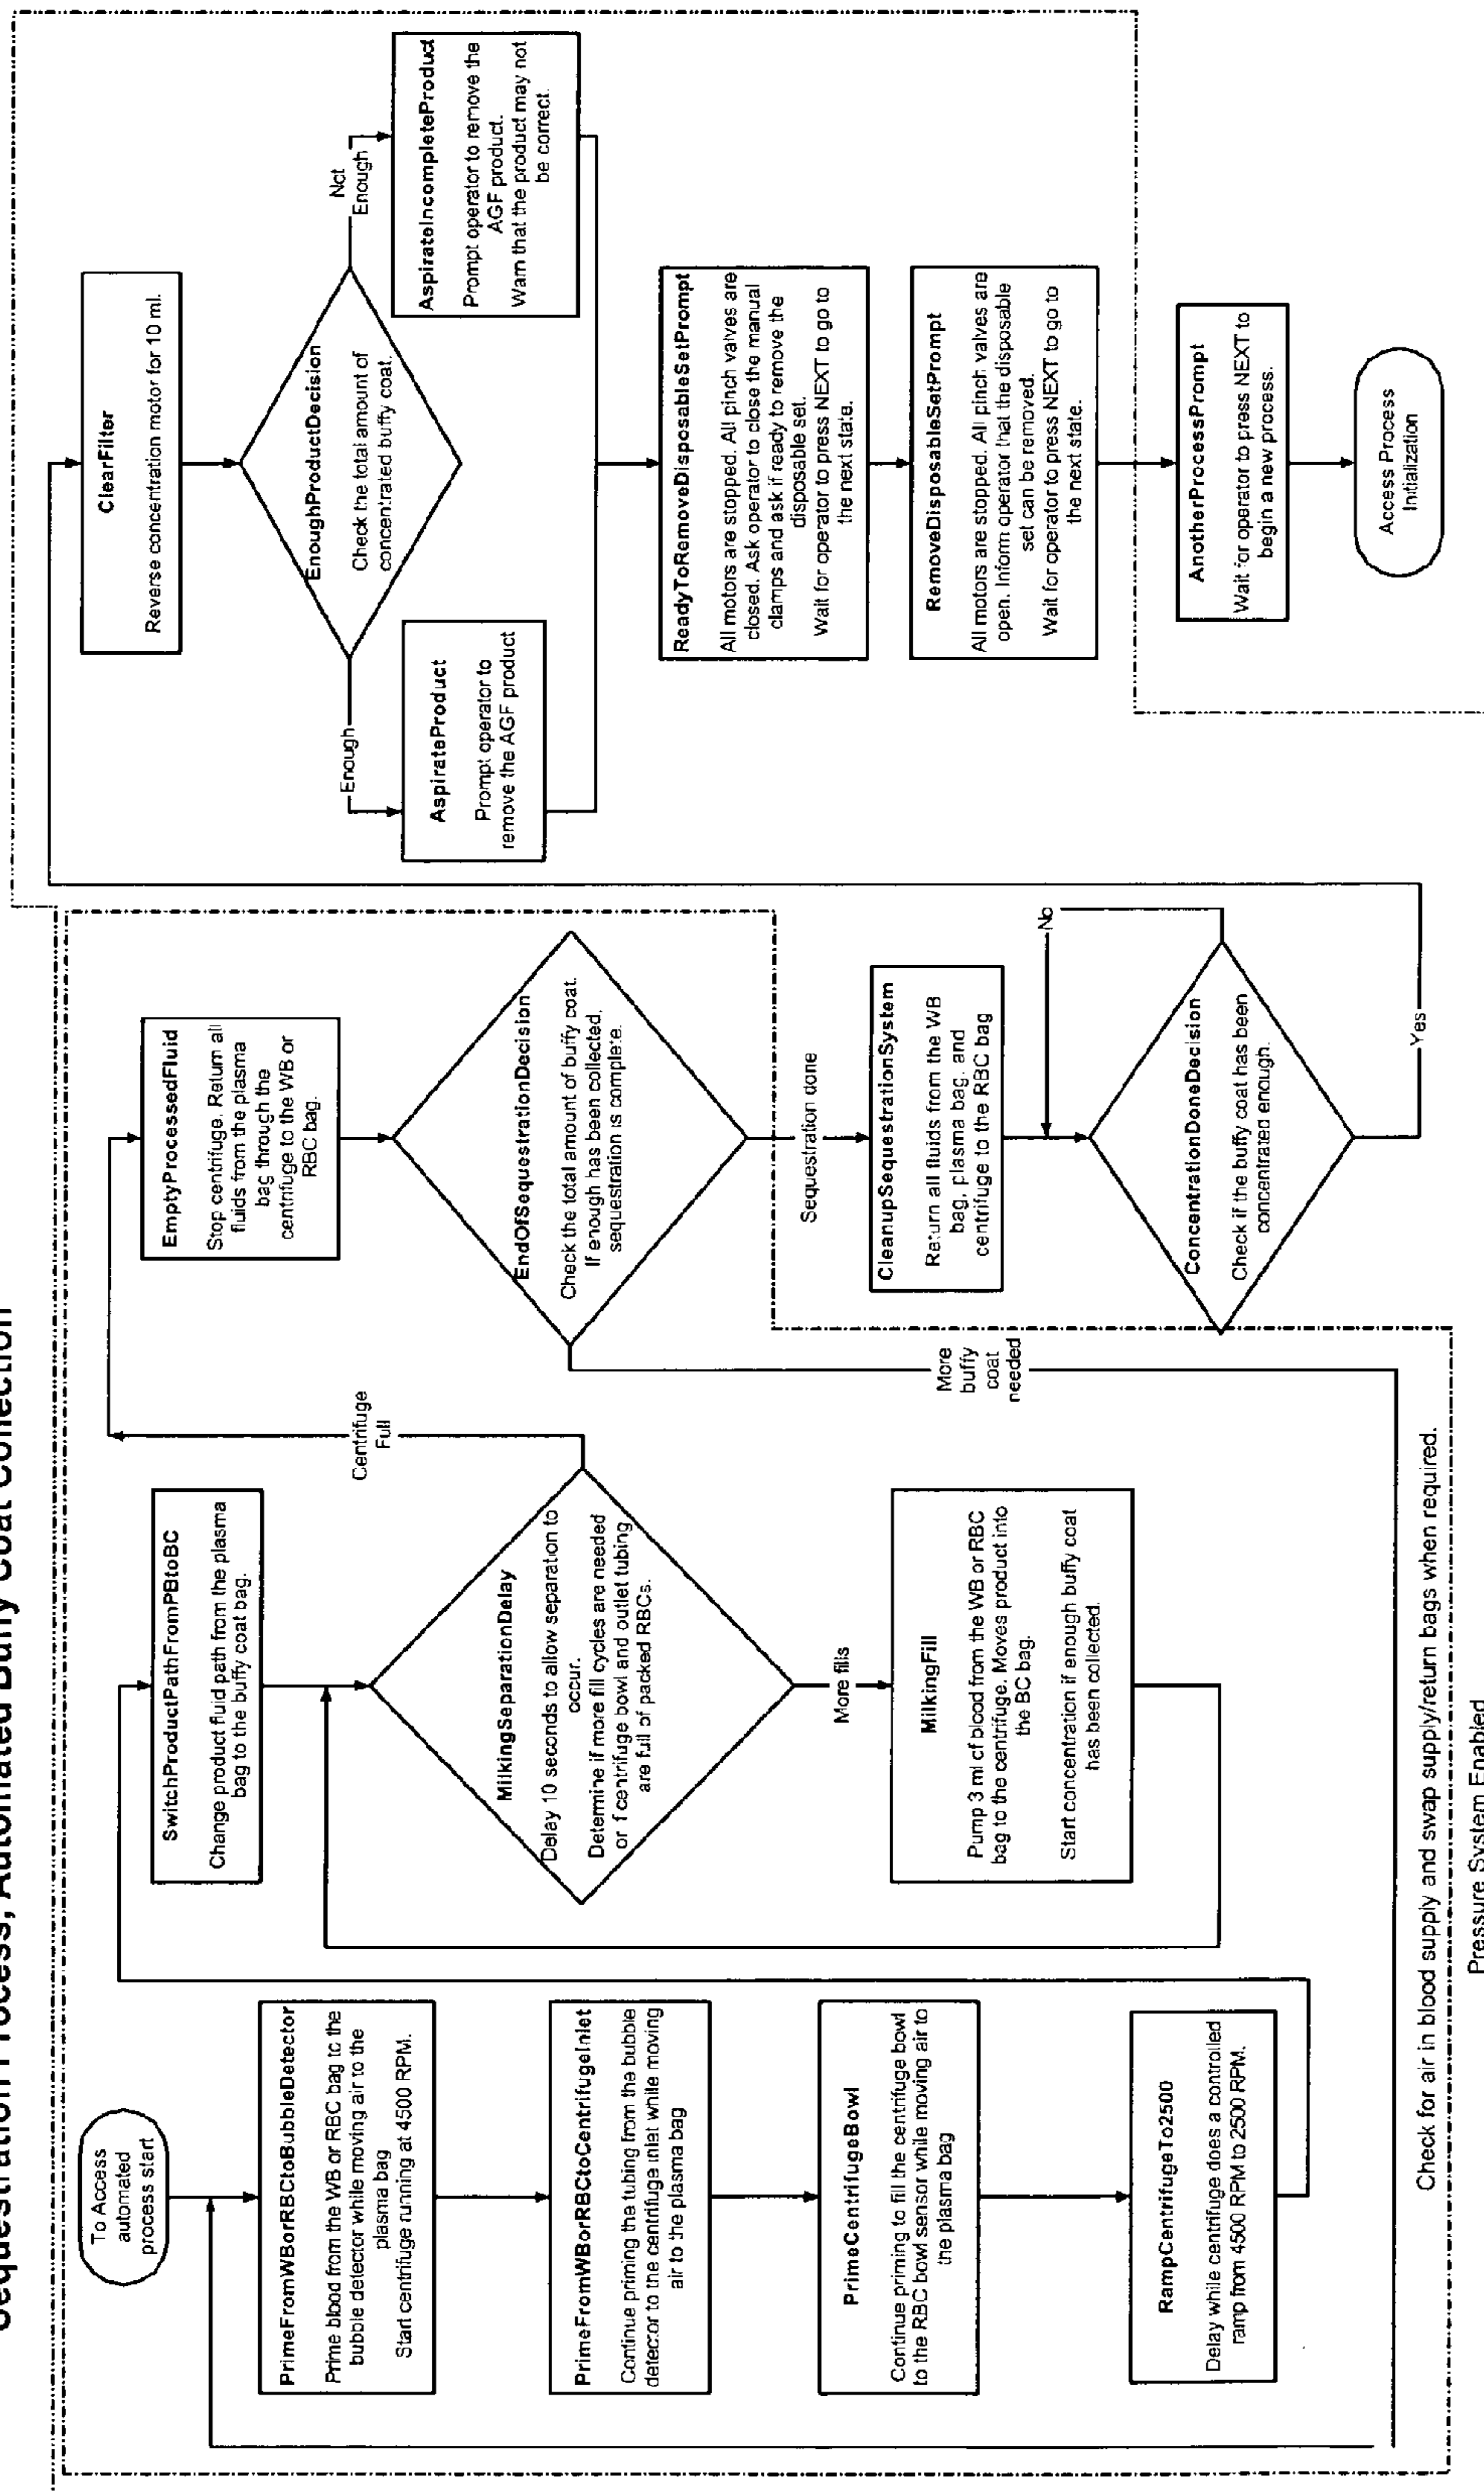 Sequestration Process, Automated Buffy Coat Collection
To Access
automated
process start
PrimeFromWBorRBCtoBubbleDetector
Prime blood from the WB or RBC bag to the
bubble detector while moving air to the
plasma bag
Start centrifuge running at 4500 RPM.
PrimeFromWBorRBCtoCentrifugeInlet
Continue priming the tubing from the bubble
detector to the centrifuge inlet while moving
air to the plasma bag
PrimeCentrifugeBowl
Continue priming to fill the centrifuge bowl
to the RBC bowl sensor while moving air to
the plasma bag
RampCentrifugeTo2500
Delay while centrifuge does a controlled
ramp from 4500 RPM to 2500 RPM.
SwitchProductPathFromPBtoBC
Change product fluid path from the plasma
bag to the buffy coat bag.
MilkingSeparationDelay
Delay 10 seconds to allow separation to
occur.
Determine if more fill cycles are needed
or if centrifuge bowl and outlet tubing
are full of packed RBCs.
Centrifuge
Full
More fills
MilkingFill
Pump 3 ml of blood from the WB or RBC
bag to the centrifuge. Moves product into
the BC bag.
Start concentration if enough buffy coat
has been collected.
EmptyProcessedFluid
Stop centrifuge. Return all
fluids from the plasma
bag through the
centrifuge to the WB or
RBC bag.
EndOfSequestrationDecision
Check the total amount of buffy coat.
If enough has been collected,
sequestration is complete.
More
buffy
coat
needed
Sequestration done
CleanupSequestrationSystem
Return all fluids from the WB
bag, plasma bag, and
centrifuge to the RBC bag
No
ConcentrationDoneDecision
Check if the buffy coat has been
concentrated enough.
Yes
ClearFilter
Reverse concentration motor for 10 ml.
EnoughProductDecision
Check the total amount of
concentrated buffy coat.
Enough
Nct
Enough
AspirateProduct
Prompt operator to
remove the AGF product
AspirateIncompleteProduct
Prompt operator to remove the
AGF product.
Warn that the product may not
be correct.
ReadyToRemoveDisposableSetPrompt
All motors are stopped. All pinch valves are
closed. Ask operator to close the manual
clamps and ask if ready to remove the
disposable set.
Wait for operator to press NEXT to go to
the next state.
RemoveDisposableSetPrompt
All motors are stopped. All pinch valves are
open. Inform operator that the disposable
set can be removed.
Wait for operator to press NEXT to go to
the next state.
AnotherProcessPrompt
Wait for operator to press NEXT to
begin a new process.
Access Process
Initialization
Check for air in blood supply and swap supply/return bags when required.
Pressure System Enabled